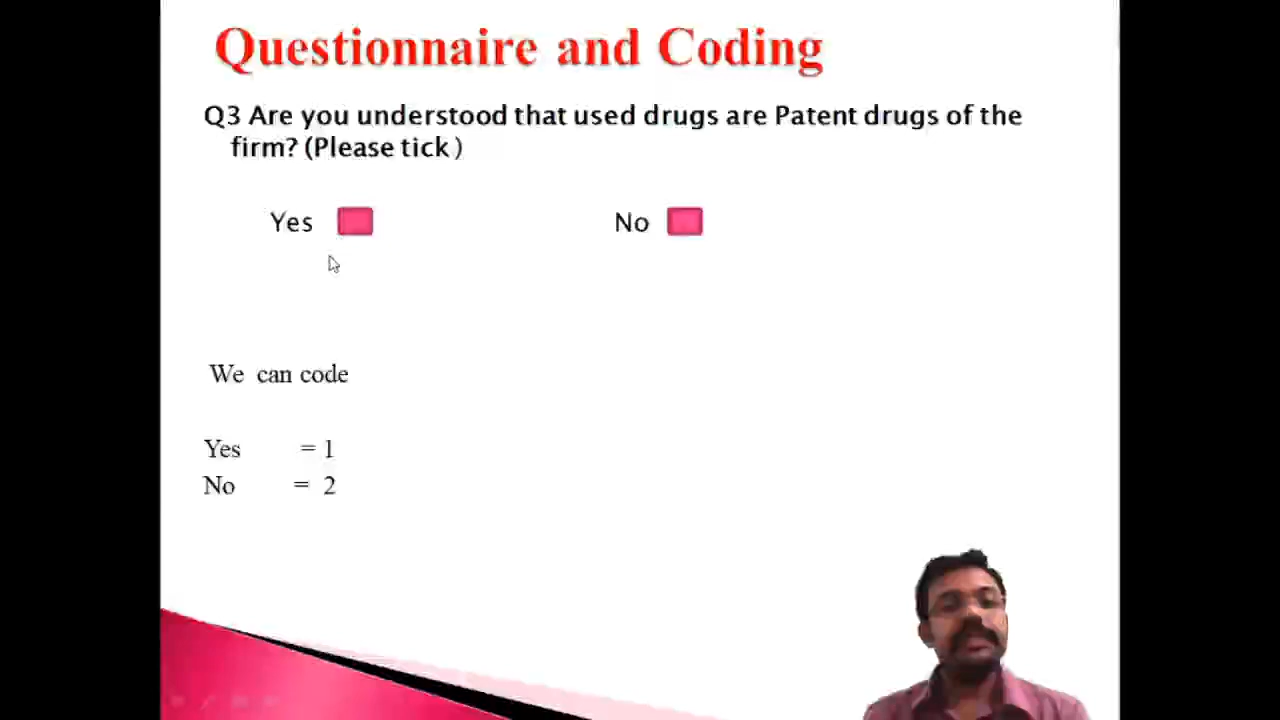 Questionnaire and Coding
Q3 Are you understood that used drugs are Patent drugs of the
firm? (Please tick )
Yes No
We can code
Yes = 1
No = 2